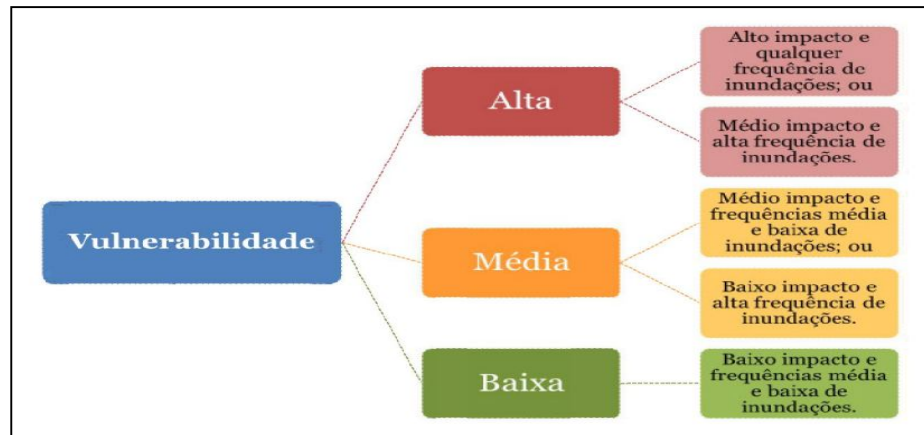 Vulnerabilidade
Alta
Alto impacto e
qualquer
frequência de
inundações; ou
Médio impacto e
alta frequência de
inundações.
Média
Médio impacto e
frequências média
e baixa de
inundações; ou
Baixo impacto e
alta frequência de
inundações.
Baixa
Baixo impacto e
frequências média
e baixa de
inundações.